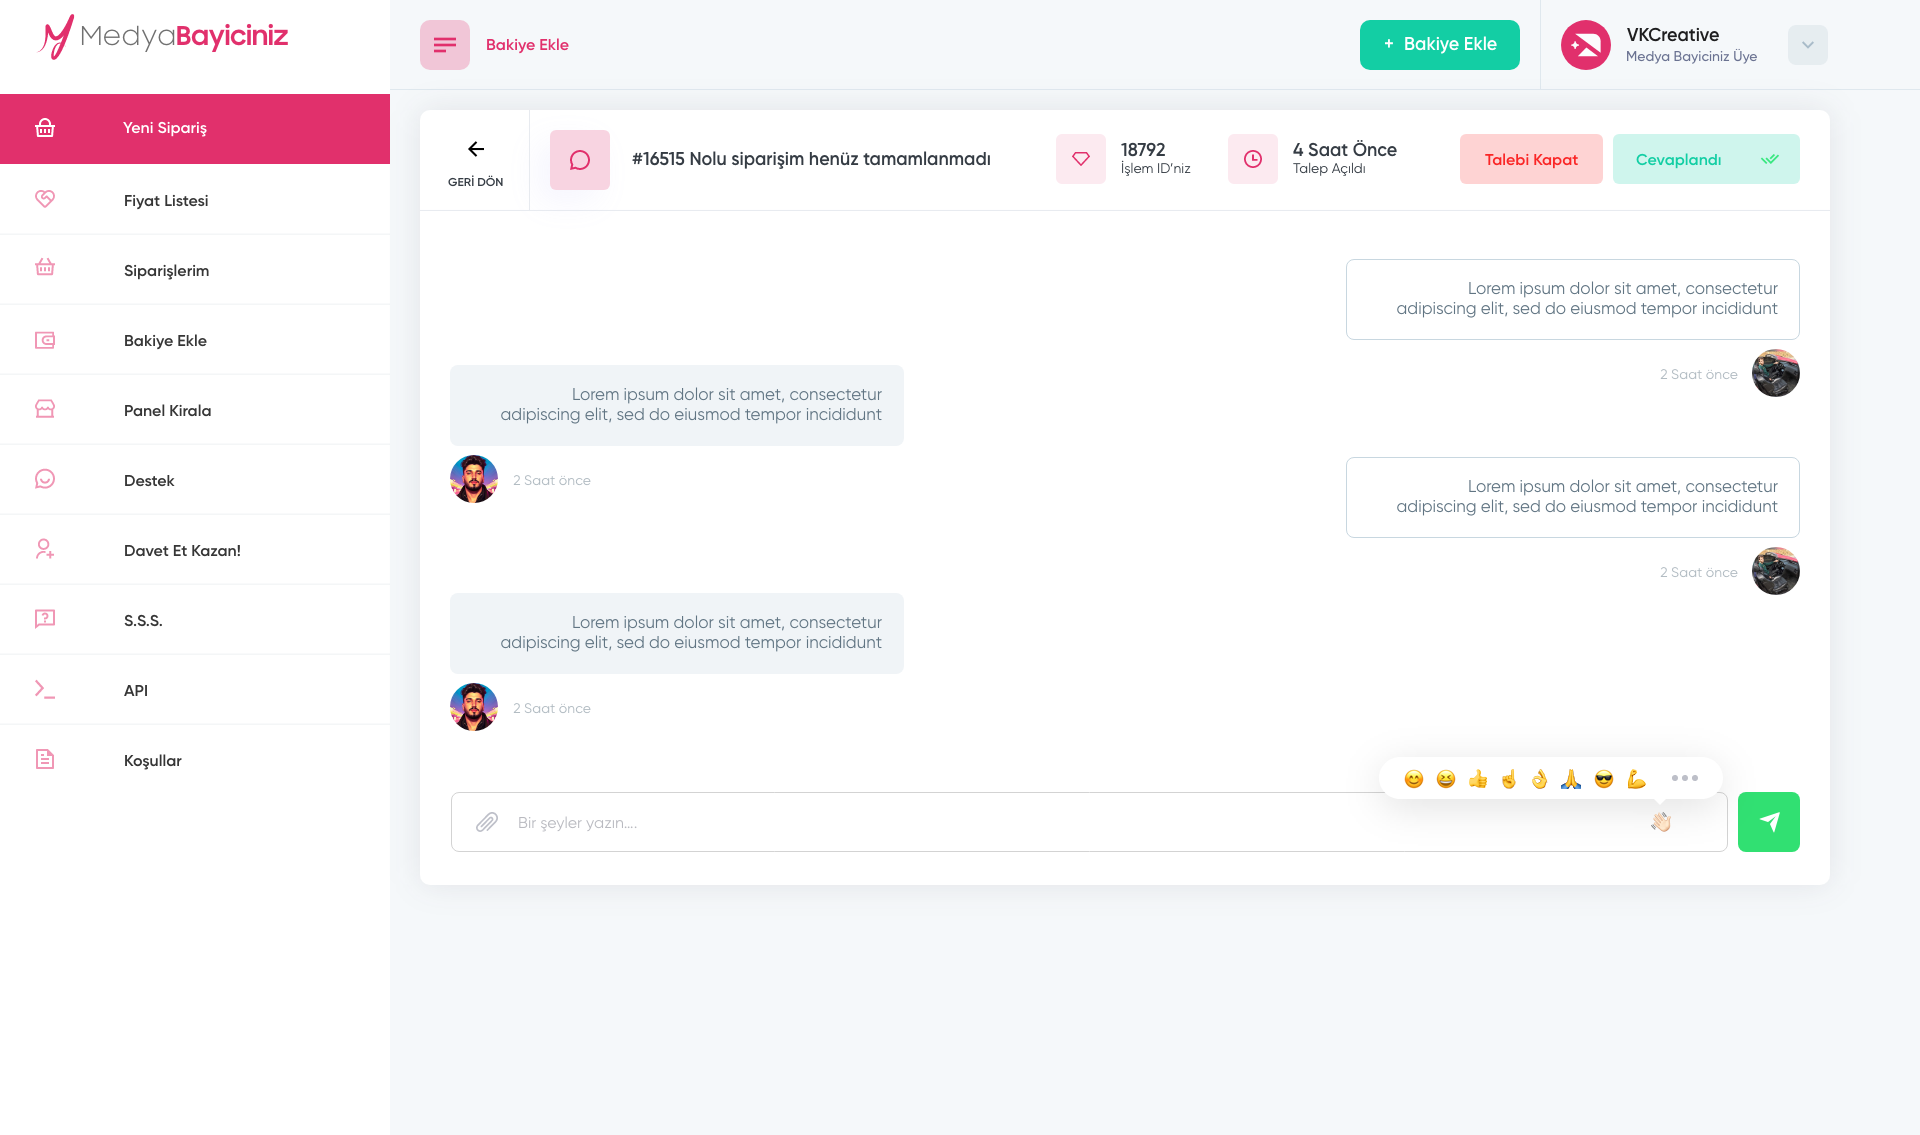 MedyaBayiciniz
Bakiye Ekle
+ Bakiye Ekle
VKCreative
Medya Bayiciniz Üye
Yeni Sipariş
Fiyat Listesi
Siparişlerim
Bakiye Ekle
Panel Kirala
Destek
Davet Et Kazan!
S.S.S.
API
Koşullar
GERİ DÖN
#16515 Nolu siparişim henüz tamamlanmadı
18792
İşlem ID'niz
4 Saat Önce
Talep Açıldı
Talebi Kapat
Cevaplandı
Lorem ipsum dolor sit amet, consectetur
adipiscing elit, sed do eiusmod tempor incididunt
2 Saat önce
Lorem ipsum dolor sit amet, consectetur
adipiscing elit, sed do eiusmod tempor incididunt
2 Saat önce
Lorem ipsum dolor sit amet, consectetur
adipiscing elit, sed do eiusmod tempor incididunt
2 Saat önce
Lorem ipsum dolor sit amet, consectetur
adipiscing elit, sed do eiusmod tempor incididunt
2 Saat önce
Bir şeyler yazın....